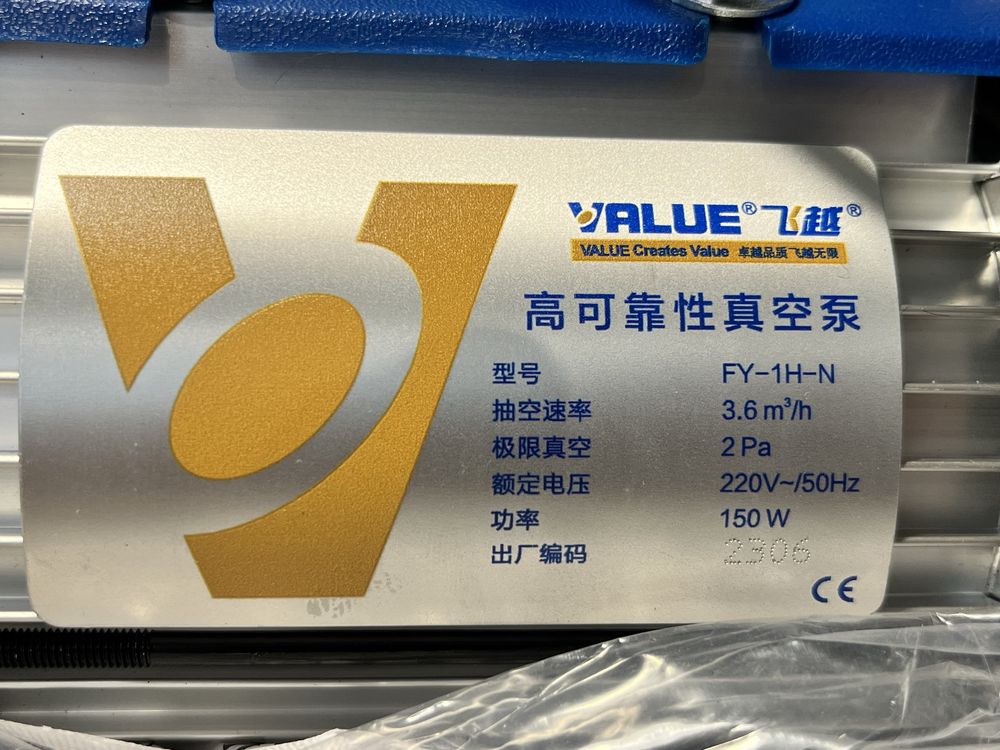 VALUE® 飞越®
VALUE Creates Value 卓越品质飞越无限
高可靠性真空泵
型号 FY-1H-N
抽空速率 3.6 m³/h
极限真空 2 Pa
额定电压 220V~/50Hz
功率 150 W
出厂编码 2306
CE